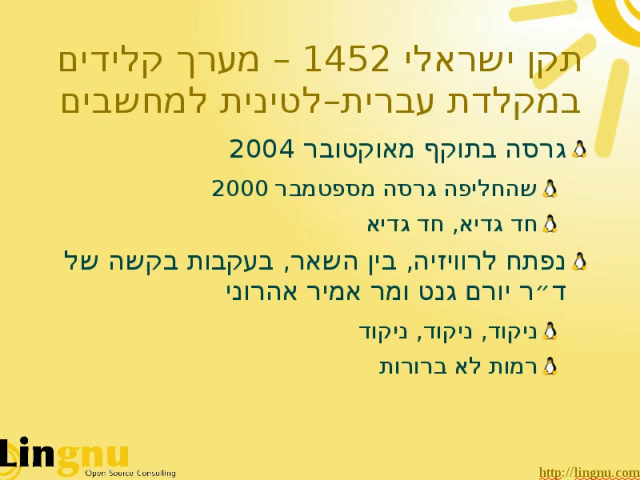 תקן ישראלי 1452 – מערך קלידים
במקלדת עברית–לטינית למחשבים
גרסה בתוקף מאוקטובר 2004
שהחליפה גרסה מספטמבר 2000
חד גדיא, חד גדיא
נפתח לרוויזיה, בין השאר, בעקבות בקשה של
ד״ר יורם גנט ומר אמיר אהרוני
ניקוד, ניקוד, ניקוד
רמות לא ברורות
Lingnu
Open Source Consulting
http://lingnu.com